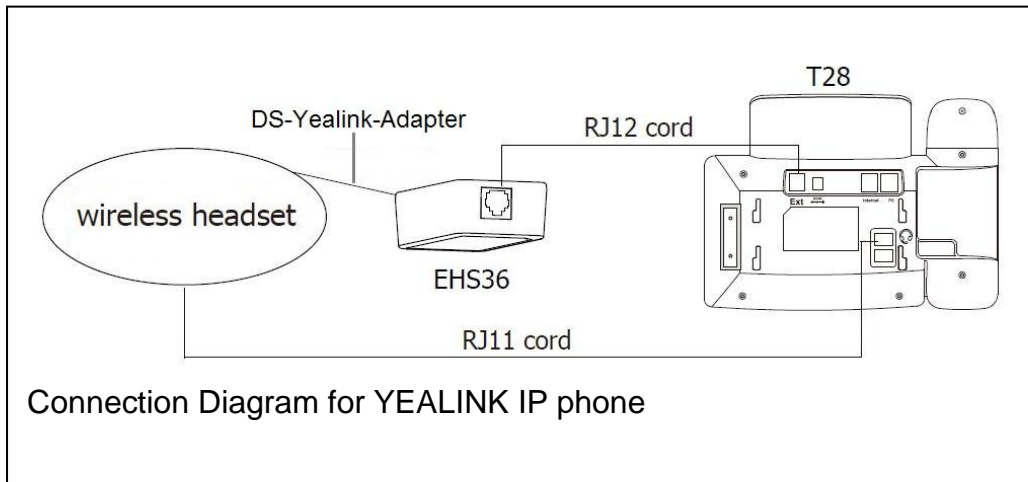 T28
DS-Yealink-Adapter
RJ12 cord
wireless headset
Ext
Internet
PC
EHS36
RJ11 cord
Connection Diagram for YEALINK IP phone